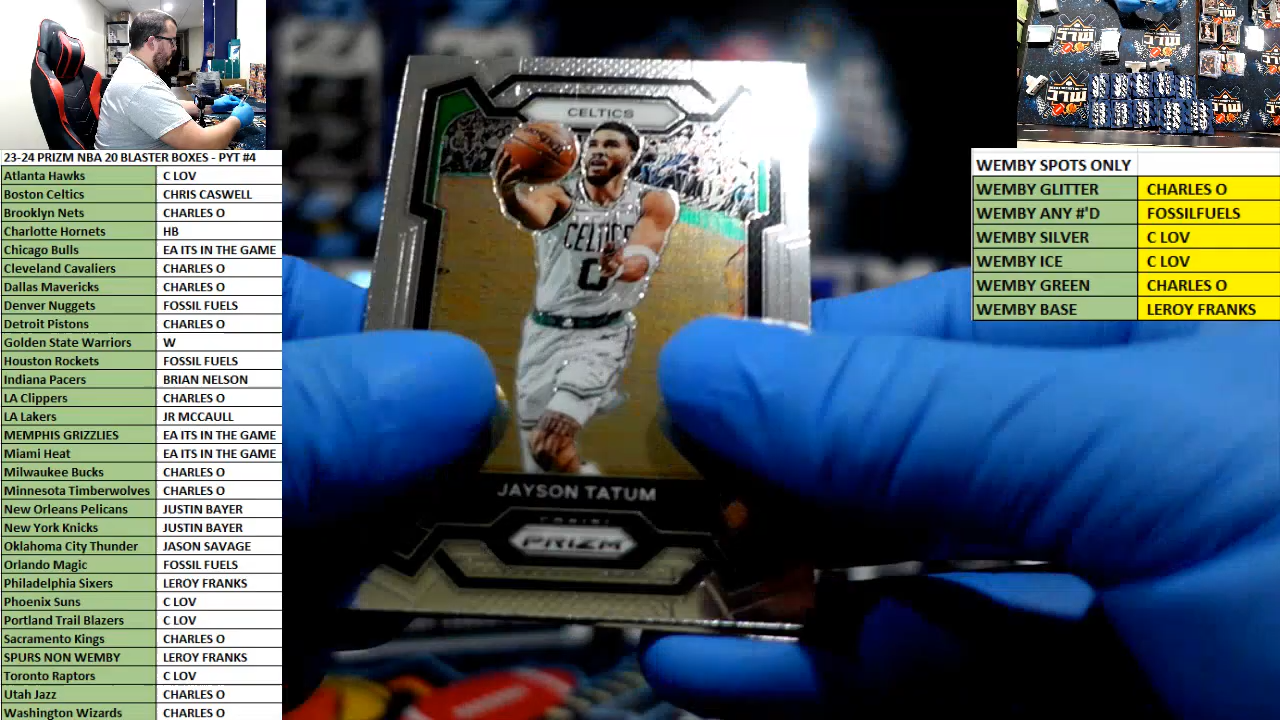 23-24 PRIZM NBA 20 BLASTER BOXES - PYT #4
Atlanta Hawks C LOV
Boston Celtics CHRIS CASWELL
Brooklyn Nets CHARLES O
Charlotte Hornets HB
Chicago Bulls EA ITS IN THE GAME
Cleveland Cavaliers CHARLES O
Dallas Mavericks CHARLES O
Denver Nuggets FOSSIL FUELS
Detroit Pistons CHARLES O
Golden State Warriors W
Houston Rockets FOSSIL FUELS
Indiana Pacers BRIAN NELSON
LA Clippers CHARLES O
LA Lakers JR MCCAULL
MEMPHIS GRIZZLIES EA ITS IN THE GAME
Miami Heat EA ITS IN THE GAME
Milwaukee Bucks CHARLES O
Minnesota Timberwolves CHARLES O
New Orleans Pelicans JUSTIN BAYER
New York Knicks JUSTIN BAYER
Oklahoma City Thunder JASON SAVAGE
Orlando Magic FOSSIL FUELS
Philadelphia Sixers LEROY FRANKS
Phoenix Suns C LOV
Portland Trail Blazers C LOV
Sacramento Kings CHARLES O
SPURS NON WEMBY LEROY FRANKS
Toronto Raptors C LOV
Utah Jazz CHARLES O
Washington Wizards CHARLES O
CELTICS
CELTICS
0
JAYSON TATUM
PANINI
PRIZM
WEMBY SPOTS ONLY
WEMBY GLITTER CHARLES O
WEMBY ANY #'D FOSSILFUELS
WEMBY SILVER C LOV
WEMBY ICE C LOV
WEMBY GREEN CHARLES O
WEMBY BASE LEROY FRANKS